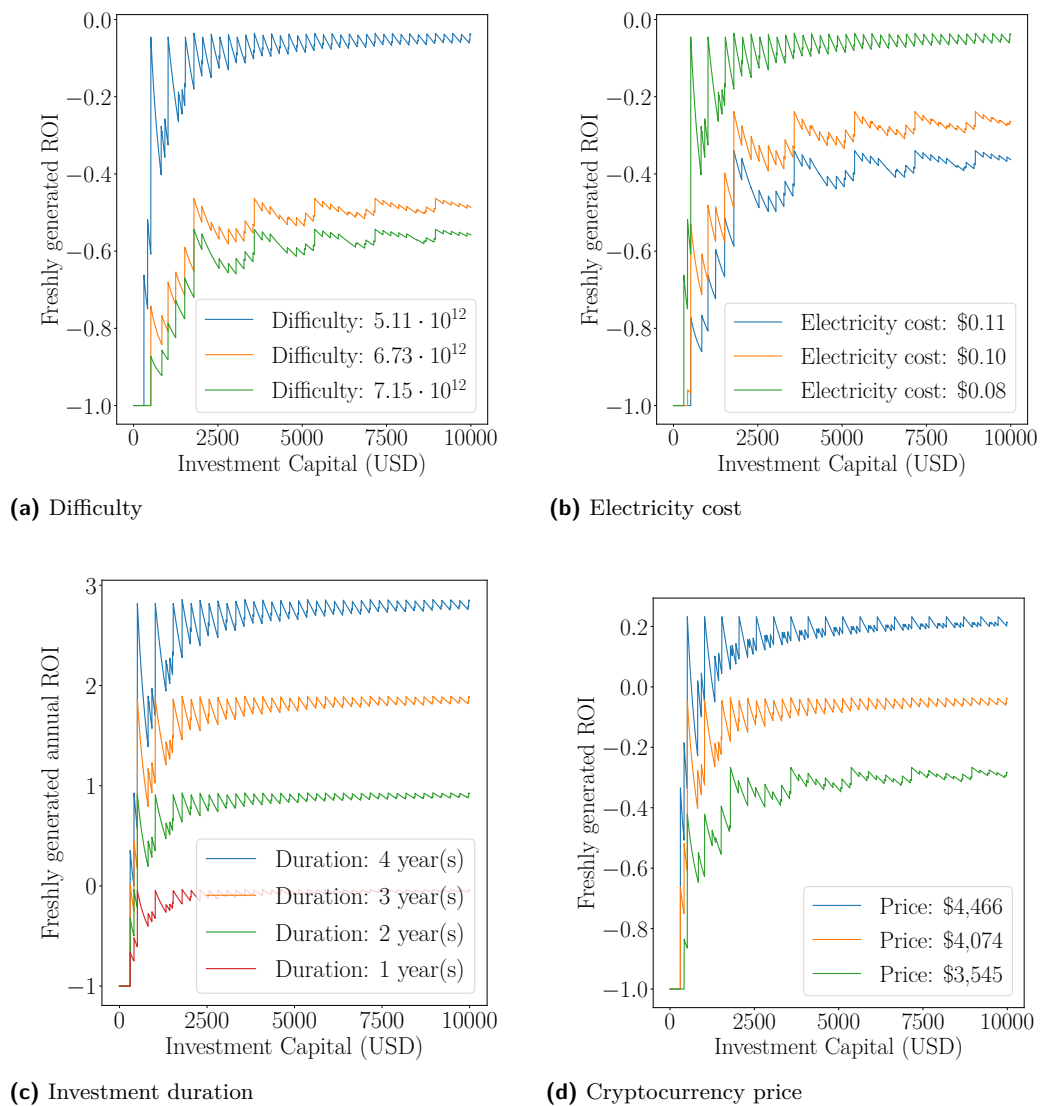 0.0
−0.2
−0.4
−0.6
−0.8
−1.0
Freshly generated ROI
Difficulty: 5.11 · 10¹²
Difficulty: 6.73 · 10¹²
Difficulty: 7.15 · 10¹²
0 2500 5000 7500 10000
Investment Capital (USD)
(a) Difficulty
0.0
−0.2
−0.4
−0.6
−0.8
−1.0
Freshly generated ROI
Electricity cost: $0.11
Electricity cost: $0.10
Electricity cost: $0.08
0 2500 5000 7500 10000
Investment Capital (USD)
(b) Electricity cost
3
2
1
0
−1
Freshly generated annual ROI
Duration: 4 year(s)
Duration: 3 year(s)
Duration: 2 year(s)
Duration: 1 year(s)
0 2500 5000 7500 10000
Investment Capital (USD)
(c) Investment duration
0.2
0.0
−0.2
−0.4
−0.6
−0.8
−1.0
Freshly generated ROI
Price: $4,466
Price: $4,074
Price: $3,545
0 2500 5000 7500 10000
Investment Capital (USD)
(d) Cryptocurrency price